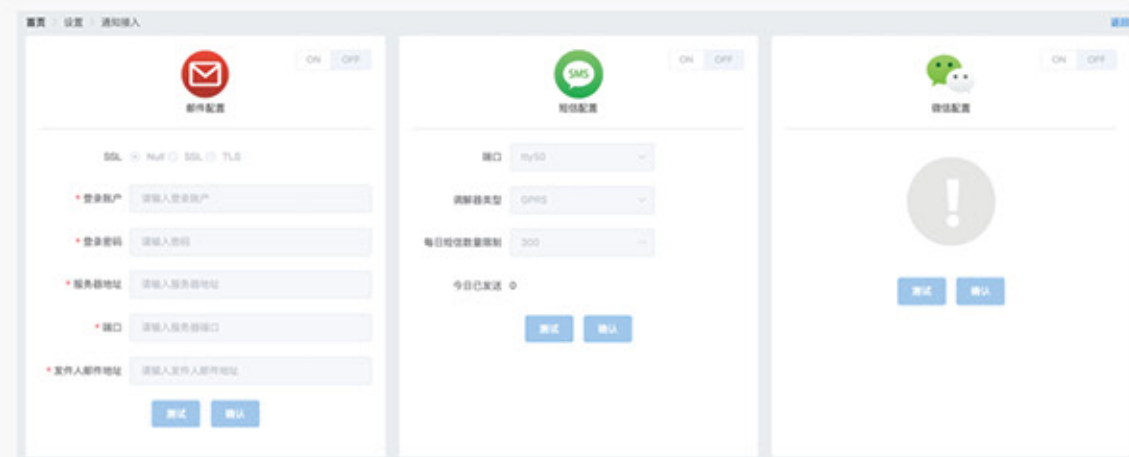 首页 设置 通知接入 返回
ON OFF
邮件配置
SSL Null SSL TLS
* 登录账户 请输入登录账户
* 登录密码 请输入密码
* 服务器地址 请输入服务器地址
* 端口 请输入服务器端口
* 发件人邮件地址 请输入发件人邮件地址
测试 确认
SMS
ON OFF
短信配置
端口 ttyS0
调解器类型 GPRS
每日短信数量限制 300
今日已发送 0
测试 确认
ON OFF
微信配置
!
测试 确认